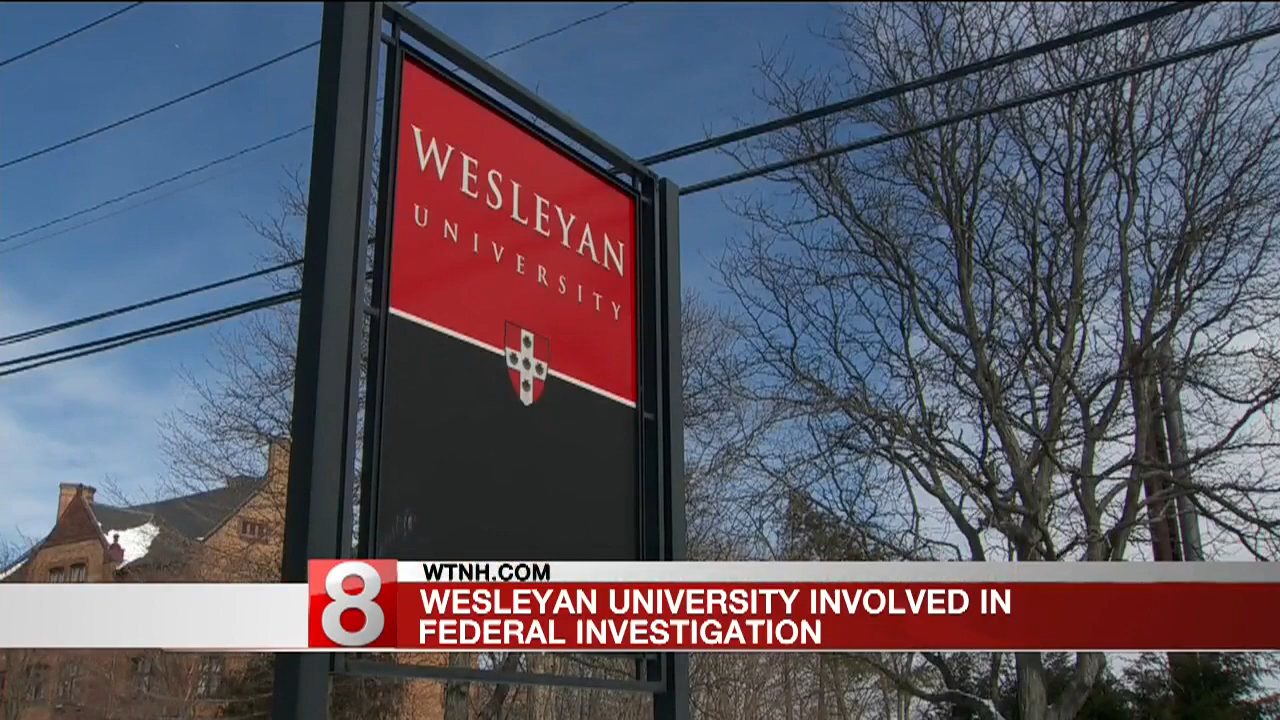 WESLEYAN
UNIVERSITY
8
WTNH.COM
WESLEYAN UNIVERSITY INVOLVED IN
FEDERAL INVESTIGATION